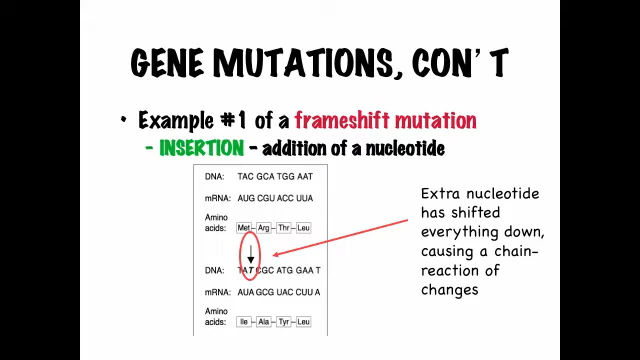 GENE MUTATIONS, CON'T
• Example #1 of a frameshift mutation
- INSERTION - addition of a nucleotide
DNA: TAC GCA TGG AAT
mRNA: AUG CGU ACC UUA
Amino
acids: Met – Arg – Thr – Leu
DNA: TAT CGC ATG GAA T
mRNA: AUA GCG UAC CUU A
Amino
acids: Ile – Ala – Tyr – Leu
Extra nucleotide
has shifted
everything down,
causing a chain-
reaction of
changes